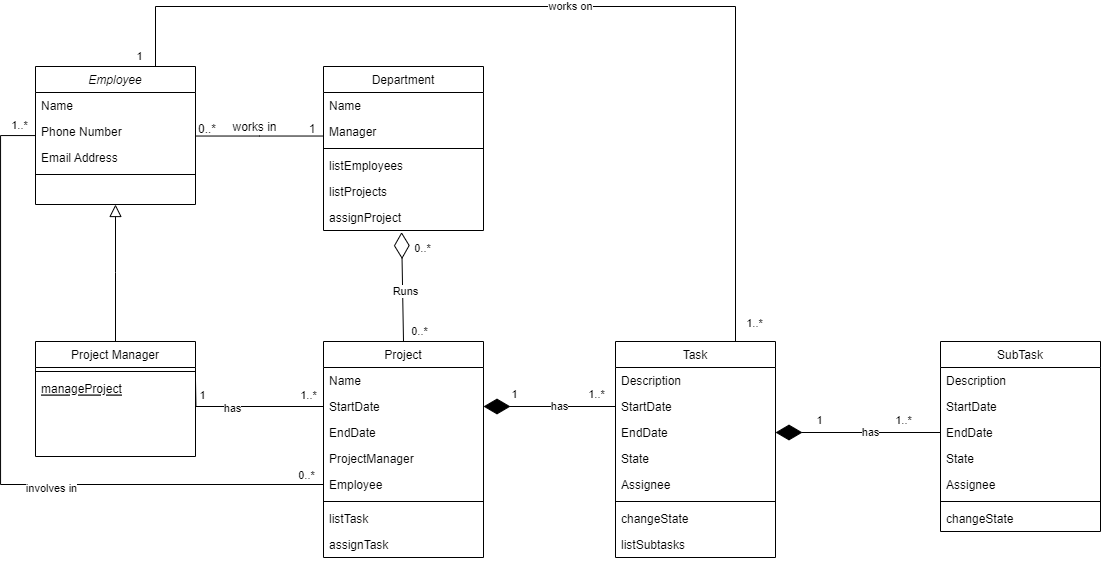 works on
1
Employee
Name
Phone Number
Email Address
1..*
0..*
works in
1
Department
Name
Manager
listEmployees
listProjects
assignProject
0..*
Runs
0..*
1..*
Project Manager
manageProject
1
has
1..*
involves in
0..*
Project
Name
StartDate
EndDate
ProjectManager
Employee
listTask
assignTask
1
has
1..*
Task
Description
StartDate
EndDate
State
Assignee
changeState
listSubtasks
1
has
1..*
SubTask
Description
StartDate
EndDate
State
Assignee
changeState